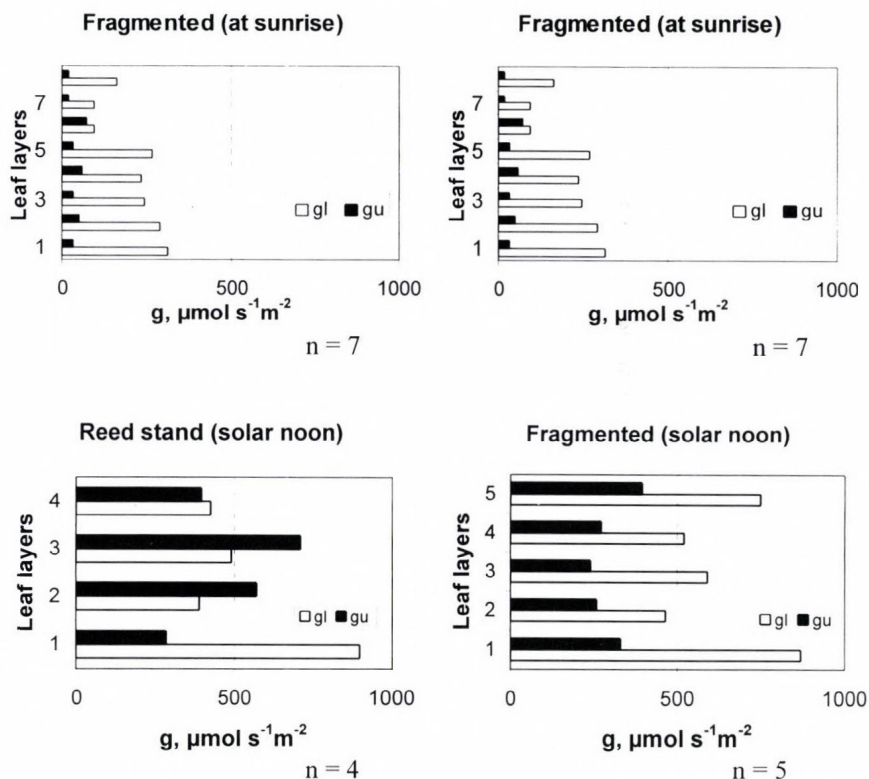 Fragmented (at sunrise)
Leaf layers
7
5
3
1
gl gu
0 500 1000
g, µmol s⁻¹m⁻²
n = 7
Fragmented (at sunrise)
Leaf layers
7
5
3
1
gl gu
0 500 1000
g, µmol s⁻¹m⁻²
n = 7
Reed stand (solar noon)
Leaf layers
4
3
2
1
gl gu
0 500 1000
g, µmol s⁻¹m⁻²
n = 4
Fragmented (solar noon)
Leaf layers
5
4
3
2
1
gl gu
0 500 1000
g, µmol s⁻¹m⁻²
n = 5